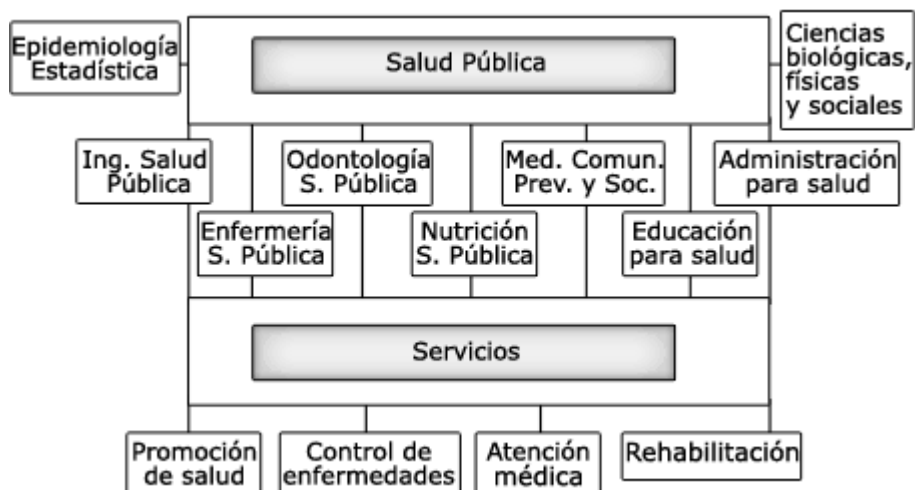 Epidemiología
Estadística
Salud Pública
Ciencias
biológicas,
físicas
y sociales
Ing. Salud
Pública
Odontología
S. Pública
Med. Comun.
Prev. y Soc.
Administración
para salud
Enfermería
S. Pública
Nutrición
S. Pública
Educación
para salud
Servicios
Promoción
de salud
Control de
enfermedades
Atención
médica
Rehabilitación